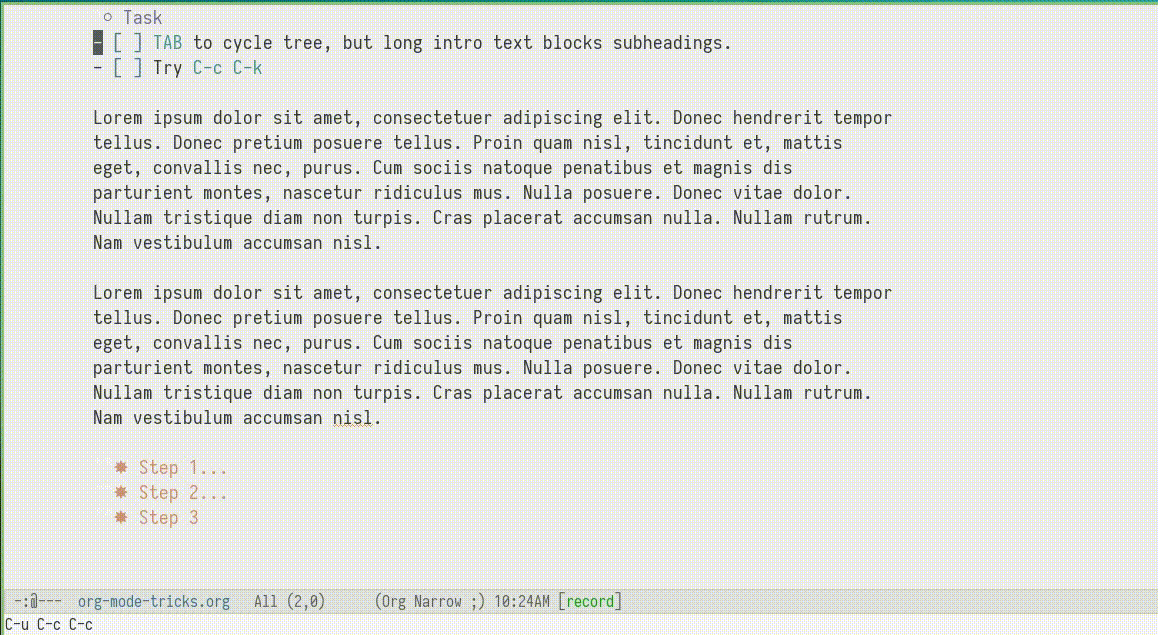 ○ Task
- [ ] TAB to cycle tree, but long intro text blocks subheadings.
- [ ] Try C-c C-k
Lorem ipsum dolor sit amet, consectetuer adipiscing elit. Donec hendrerit tempor
tellus. Donec pretium posuere tellus. Proin quam nisl, tincidunt et, mattis
eget, convallis nec, purus. Cum sociis natoque penatibus et magnis dis
parturient montes, nascetur ridiculus mus. Nulla posuere. Donec vitae dolor.
Nullam tristique diam non turpis. Cras placerat accumsan nulla. Nullam rutrum.
Nam vestibulum accumsan nisl.
Lorem ipsum dolor sit amet, consectetuer adipiscing elit. Donec hendrerit tempor
tellus. Donec pretium posuere tellus. Proin quam nisl, tincidunt et, mattis
eget, convallis nec, purus. Cum sociis natoque penatibus et magnis dis
parturient montes, nascetur ridiculus mus. Nulla posuere. Donec vitae dolor.
Nullam tristique diam non turpis. Cras placerat accumsan nulla. Nullam rutrum.
Nam vestibulum accumsan nisl.
✸ Step 1...
✸ Step 2...
✸ Step 3
-:@--- org-mode-tricks.org All (2,0) (Org Narrow ;) 10:24AM [record]
C-u C-c C-c